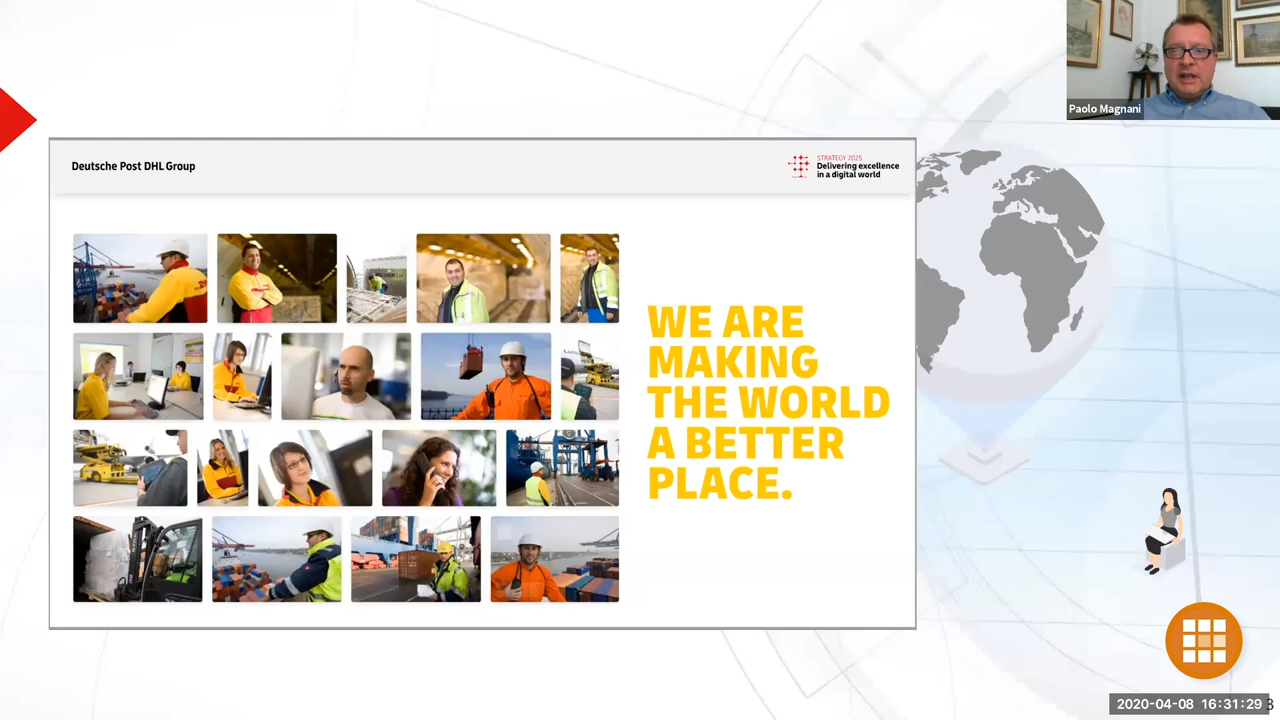 Paolo Magnani
Deutsche Post DHL Group
STRATEGY 2025
Delivering excellence
in a digital world
WE ARE
MAKING
THE WORLD
A BETTER
PLACE.
2020-04-08 16:31:29
3